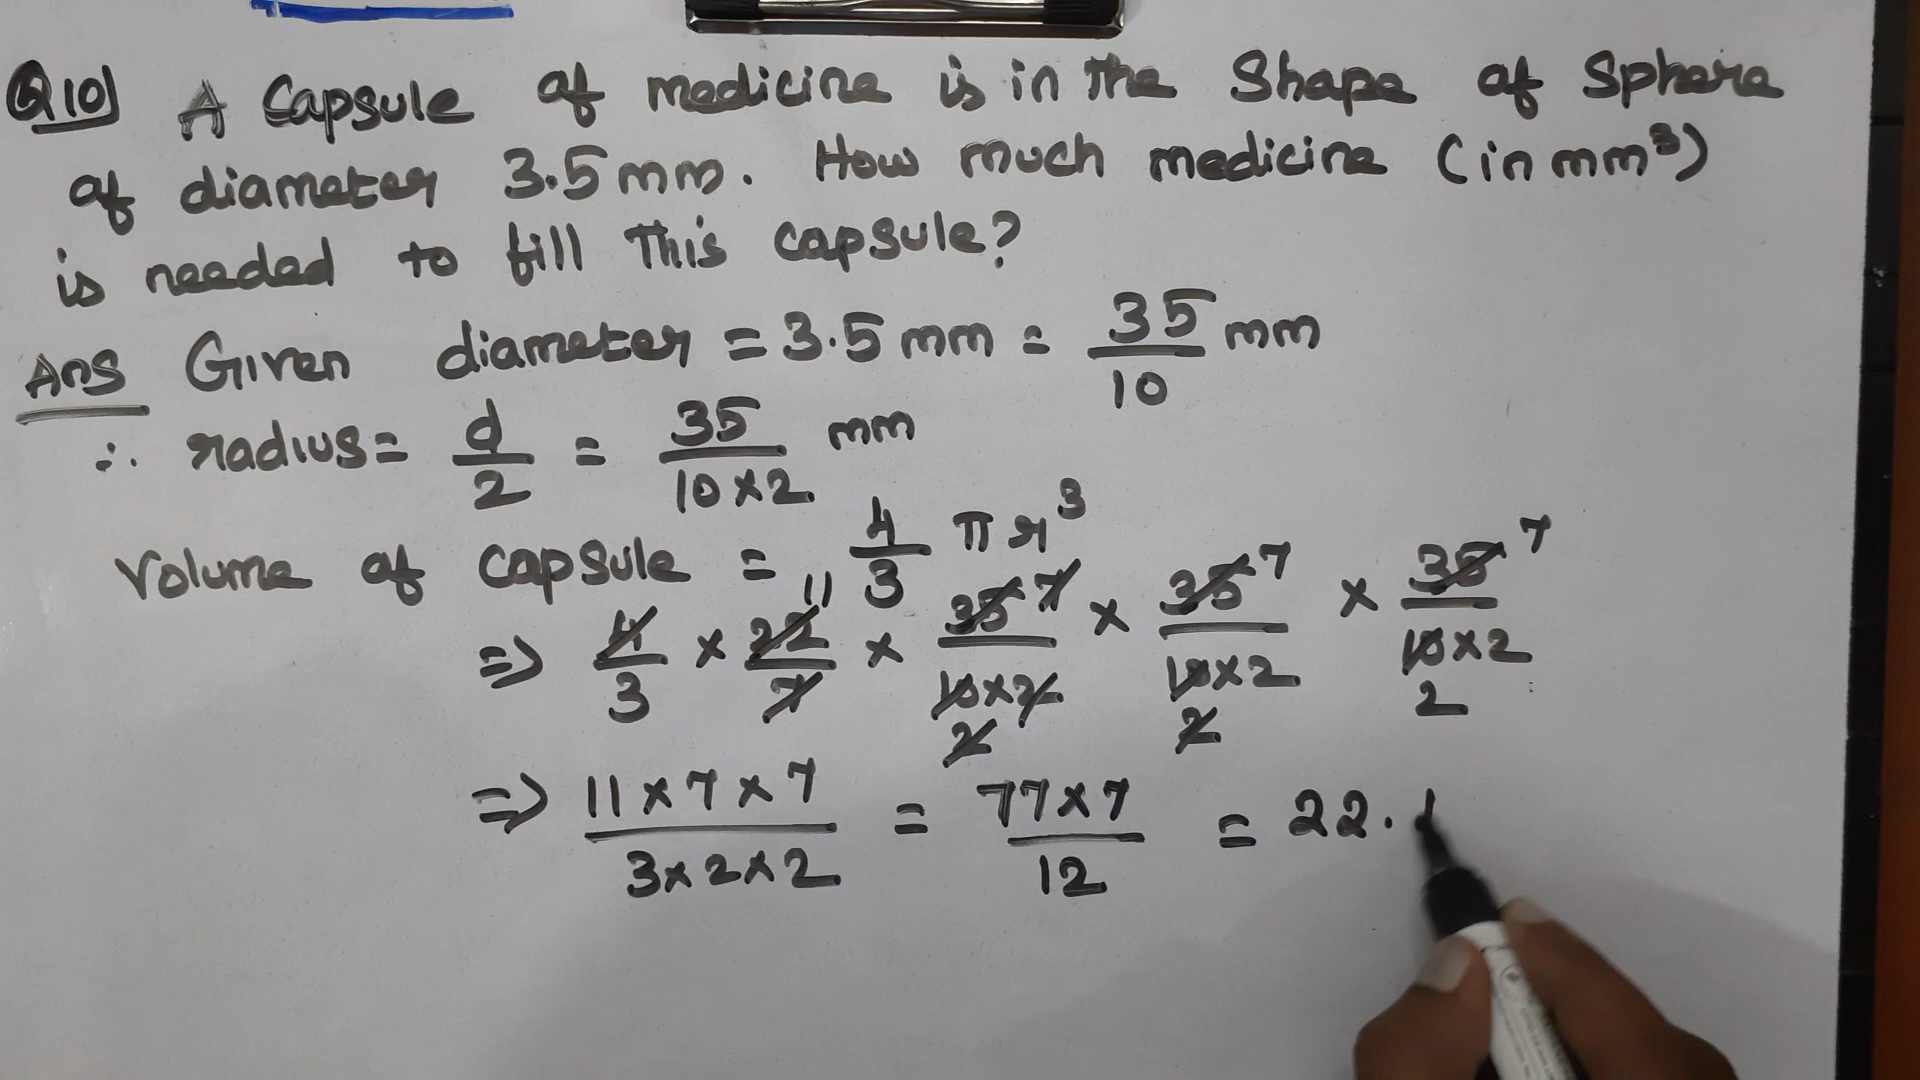 Q10) A Capsule of medicine is in the Shape of Sphere
of diameter 3.5mm. How much medicine (in mm³)
is needed to fill This capsule?
Ans Given diameter = 3.5 mm = 35/10 mm
∴ radius = d/2 = 35/(10×2) mm
Volume of capsule = 4/3 π r³
⇒ 4/3 × 22/7 × 35/(10×2) × 35/(10×2) × 35/(10×2)
⇒ (11×7×7)/(3×2×2) = (77×7)/12 = 22.